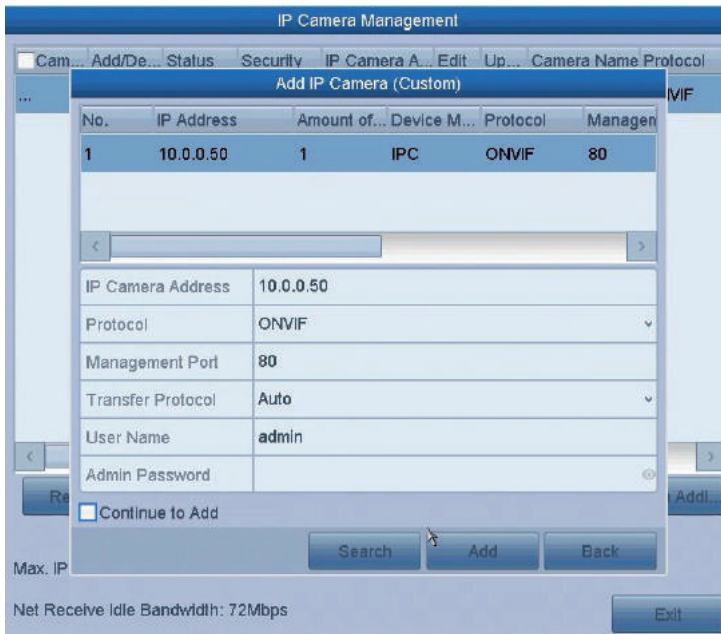 IP Camera Management
Cam... Add/De... Status Security IP Camera A... Edit Up... Camera Name Protocol
...
Add IP Camera (Custom)
No. IP Address Amount of... Device M... Protocol Managen
1 10.0.0.50 1 IPC ONVIF 80
IP Camera Address 10.0.0.50
Protocol ONVIF
Management Port 80
Transfer Protocol Auto
User Name admin
Admin Password
Continue to Add
Search Add Back
Re
Addi...
Max. IP
Net Receive Idle Bandwidth: 72Mbps
Exit